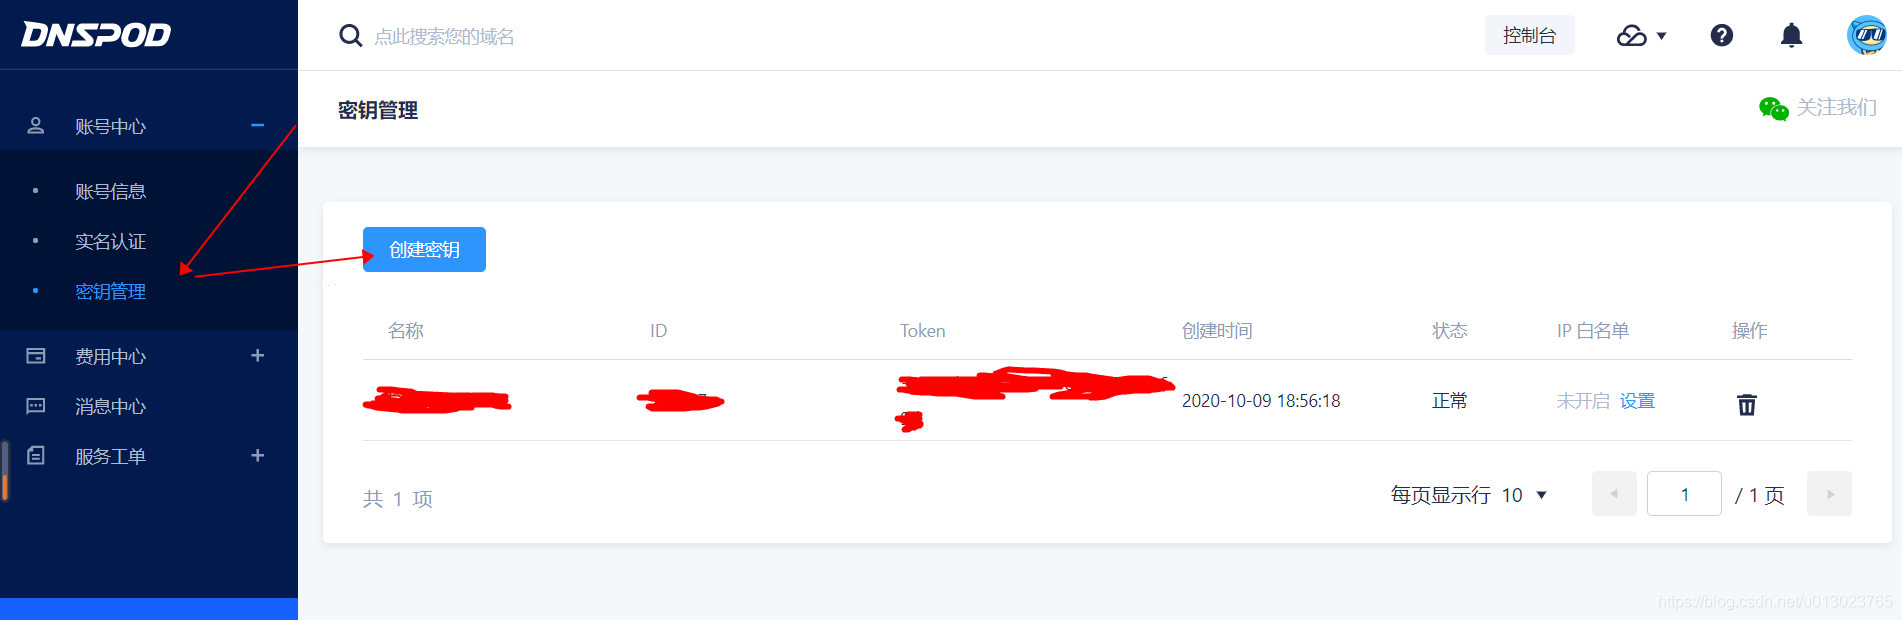 DNSPOD
点此搜索您的域名
控制台
密钥管理
关注我们
账号中心
账号信息
实名认证
密钥管理
费用中心
消息中心
服务工单
创建密钥
名称 ID Token 创建时间 状态 IP 白名单 操作
2020-10-09 18:56:18 正常 未开启 设置
共 1 项
每页显示行 10 1 / 1 页
https://blog.csdn.net/u013023765